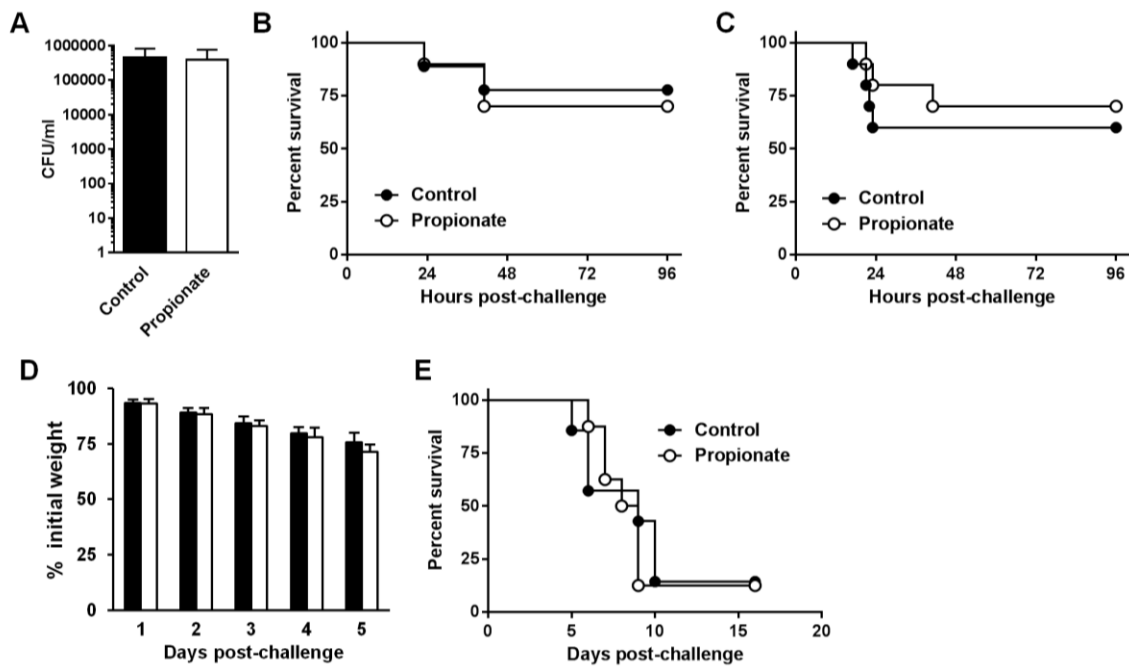 A
CFU/ml
1000000
100000
10000
1000
100
10
1
Control
Propionate
B
Percent survival
100
75
50
25
0
Control
Propionate
0 24 48 72 96
Hours post-challenge
C
Percent survival
100
75
50
25
0
Control
Propionate
0 24 48 72 96
Hours post-challenge
D
% initial weight
100
75
50
25
0
1 2 3 4 5
Days post-challenge
E
Percent survival
100
75
50
25
0
Control
Propionate
0 5 10 15 20
Days post-challenge